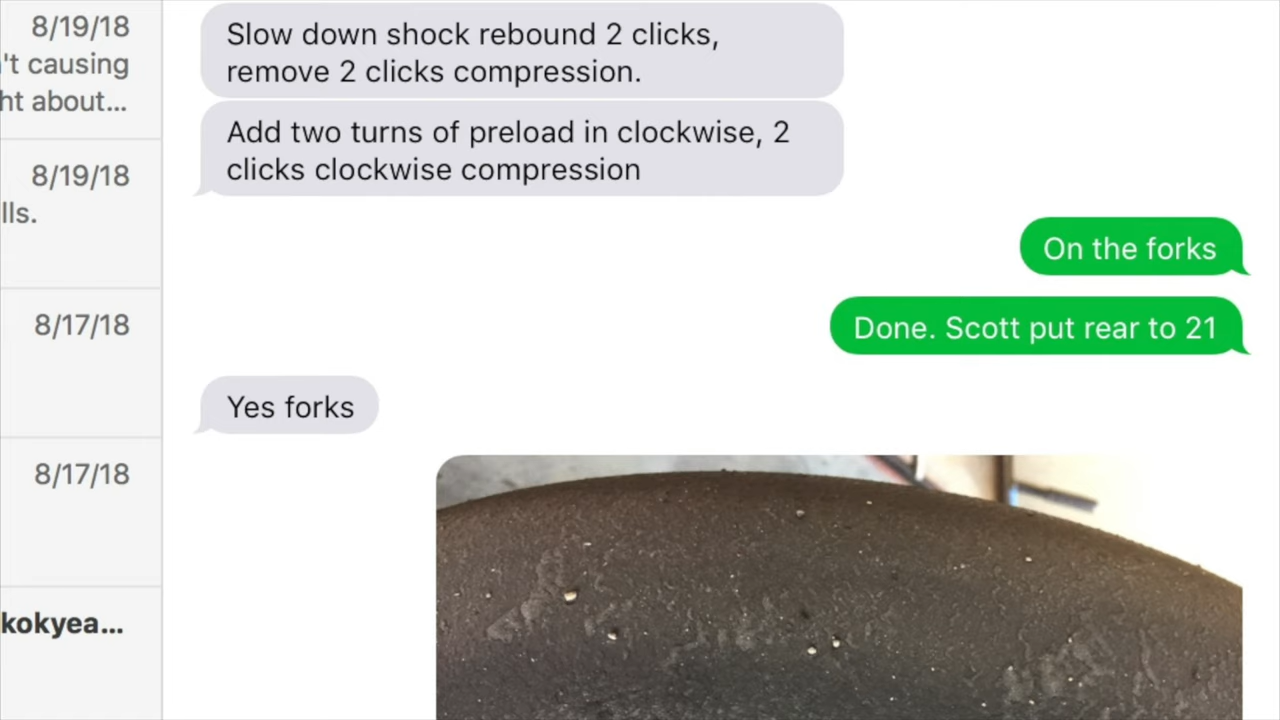 8/19/18
't causing
ht about...
8/19/18
lls.
8/17/18
8/17/18
kokyea...
Slow down shock rebound 2 clicks,
remove 2 clicks compression.
Add two turns of preload in clockwise, 2
clicks clockwise compression
On the forks
Done. Scott put rear to 21
Yes forks